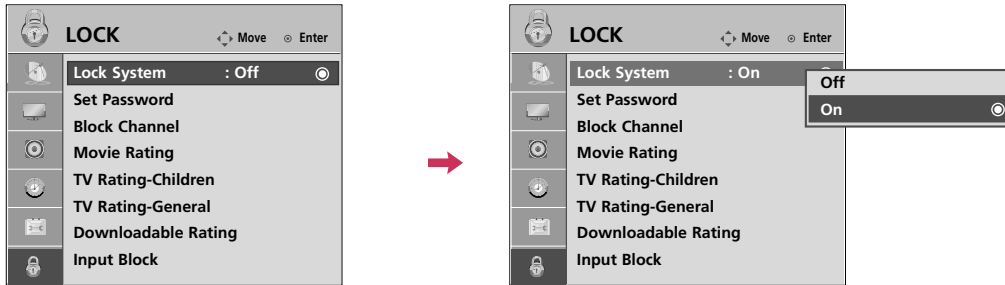 LOCK Move Enter
Lock System : Off
Set Password
Block Channel
Movie Rating
TV Rating-Children
TV Rating-General
Downloadable Rating
Input Block
LOCK Move Enter
Lock System : On
Off
On
Set Password
Block Channel
Movie Rating
TV Rating-Children
TV Rating-General
Downloadable Rating
Input Block